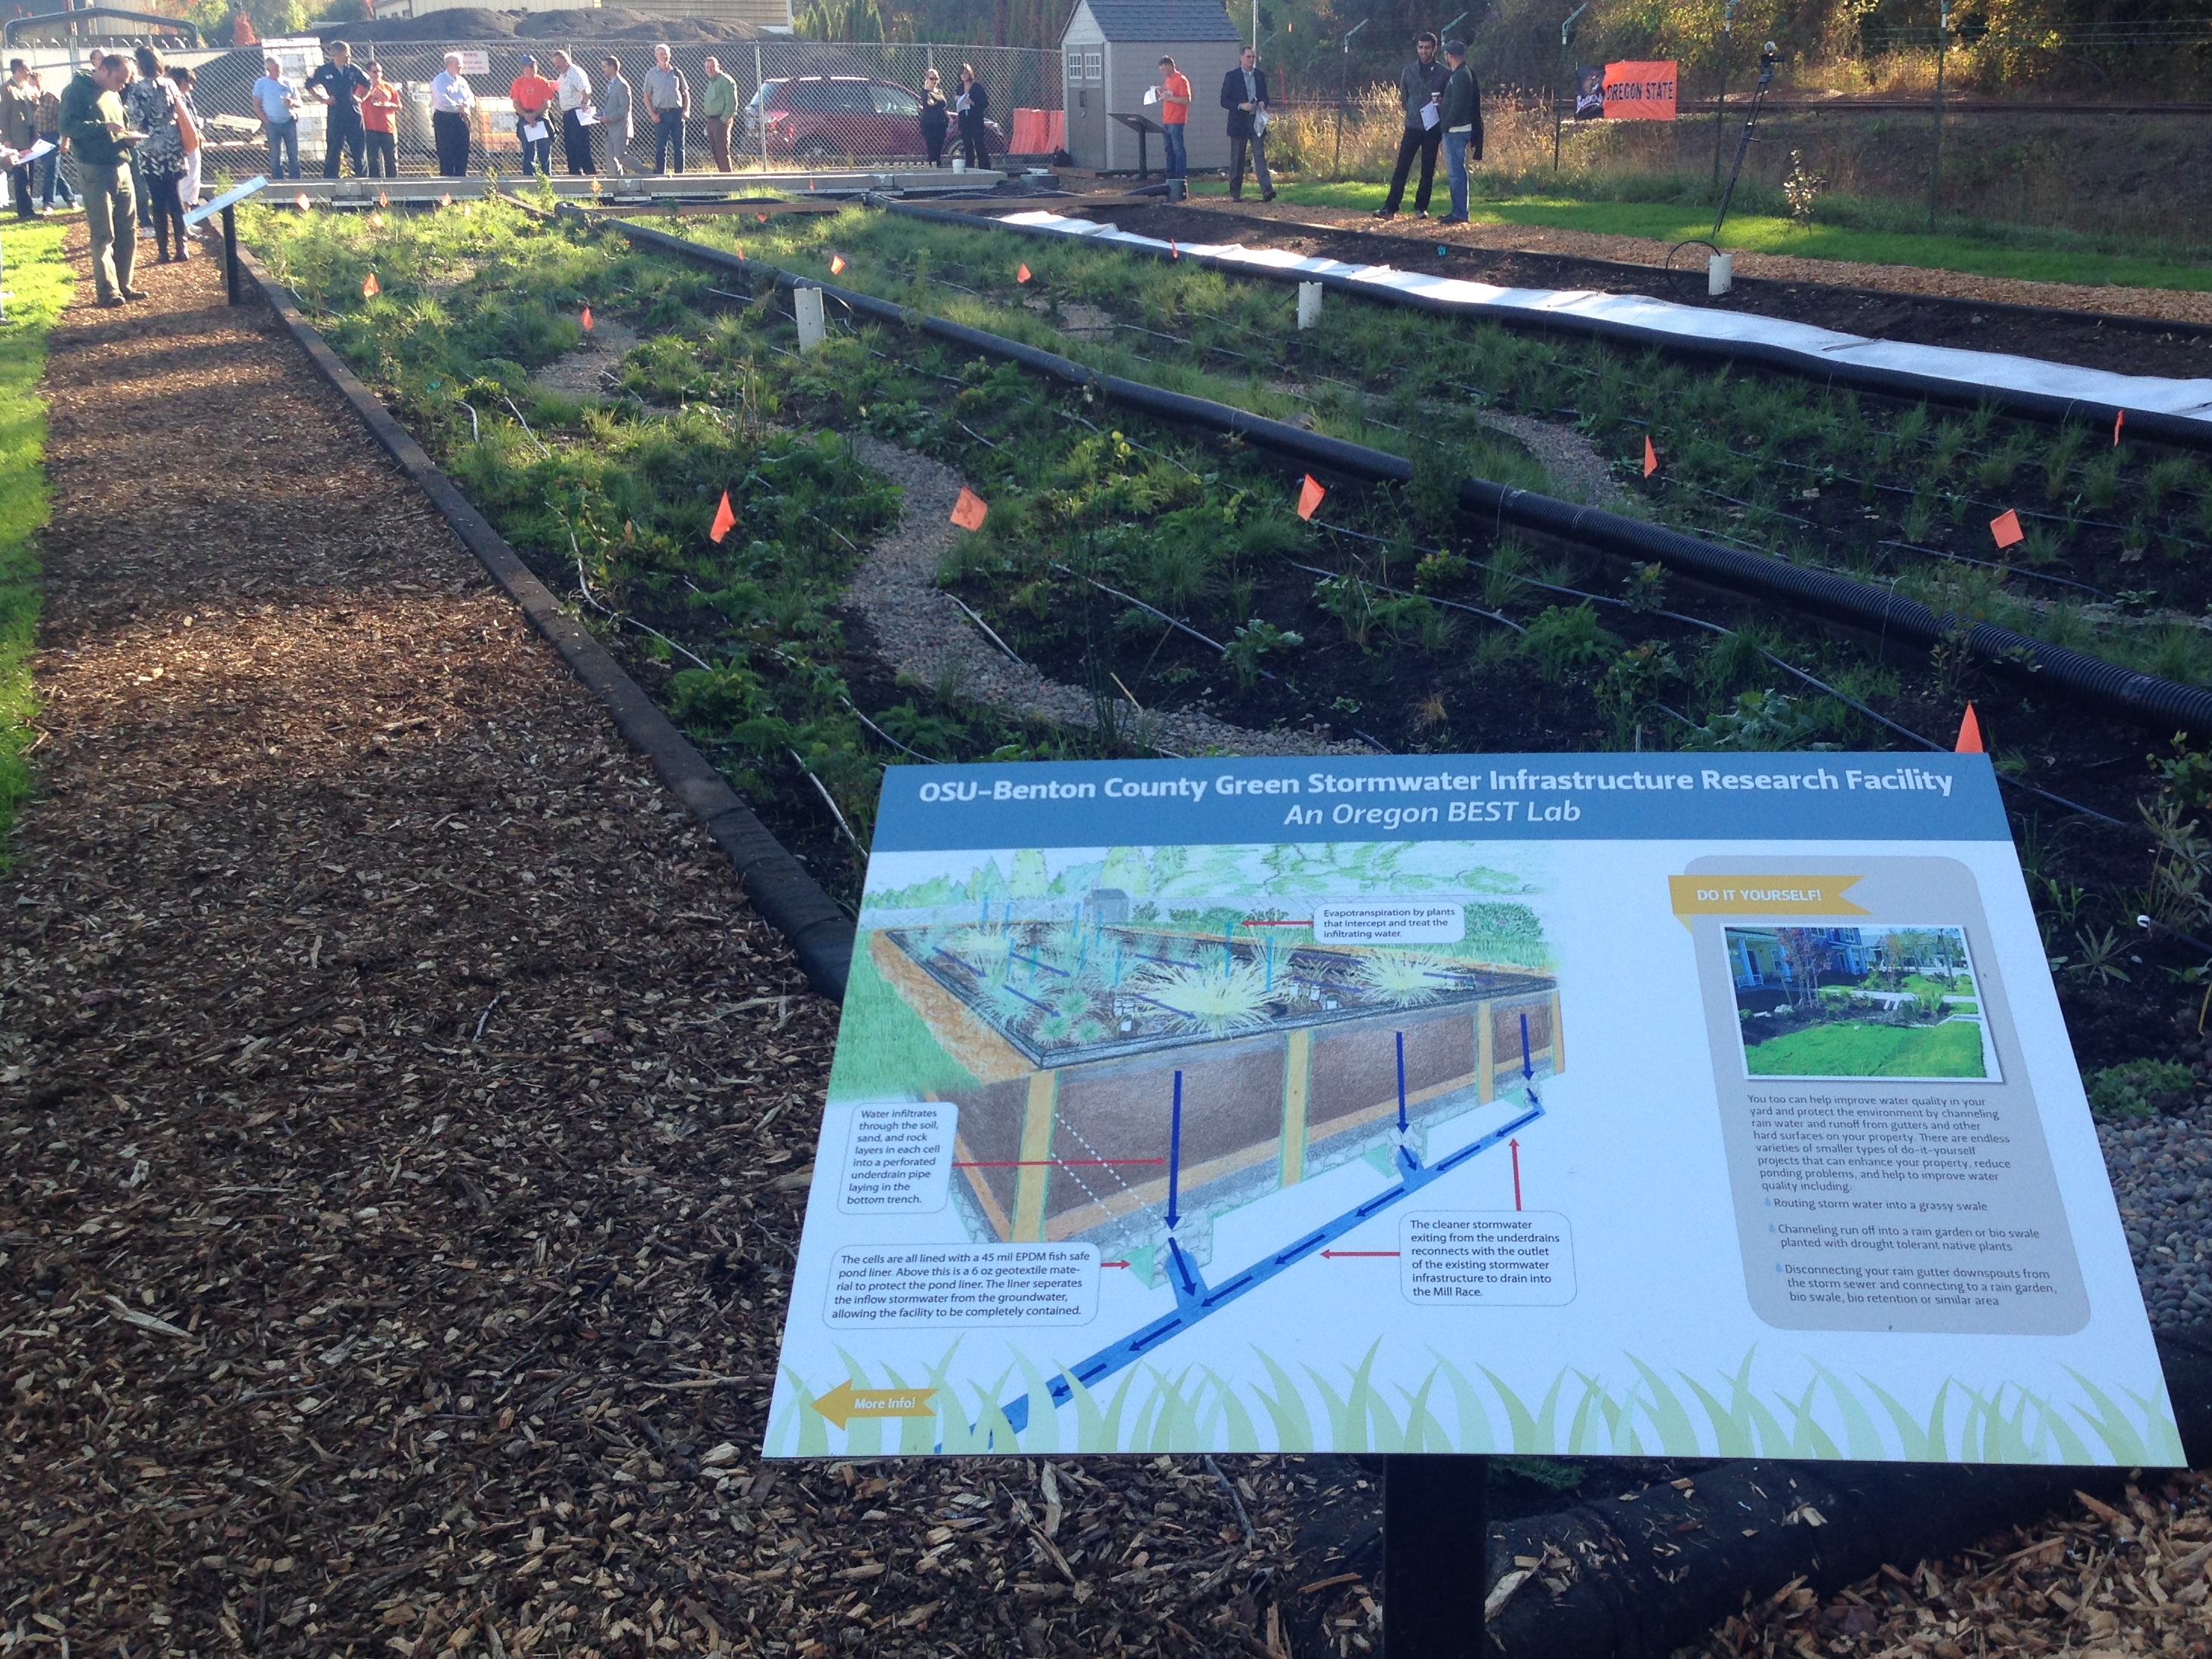 OREGON STATE
OSU-Benton County Green Stormwater Infrastructure Research Facility
An Oregon BEST Lab
Evapotranspiration by plants
that intercept and treat the
infiltrating water.
Water infiltrates
through the soil,
sand, and rock
layers in each cell
into a perforated
underdrain pipe
laying in the
bottom trench.
The cells are all lined with a 45 mil EPDM fish safe
pond liner. Above this is a 6 oz geotextile mate-
rial to protect the pond liner. The liner seperates
the inflow stormwater from the groundwater,
allowing the facility to be completely contained.
The cleaner stormwater
exiting from the underdrains
reconnects with the outlet
of the existing stormwater
infrastructure to drain into
the Mill Race.
More Info!
DO IT YOURSELF!
You too can help improve water quality in your
yard and protect the environment by channeling
rain water and runoff from gutters and other
hard surfaces on your property. There are endless
varieties of smaller types of do-it-yourself
projects that can enhance your property, reduce
ponding problems, and help to improve water
quality including:
Routing storm water into a grassy swale
Channeling run off into a rain garden or bio swale
planted with drought tolerant native plants
Disconnecting your rain gutter downspouts from
the storm sewer and connecting to a rain garden,
bio swale, bio retention or similar area